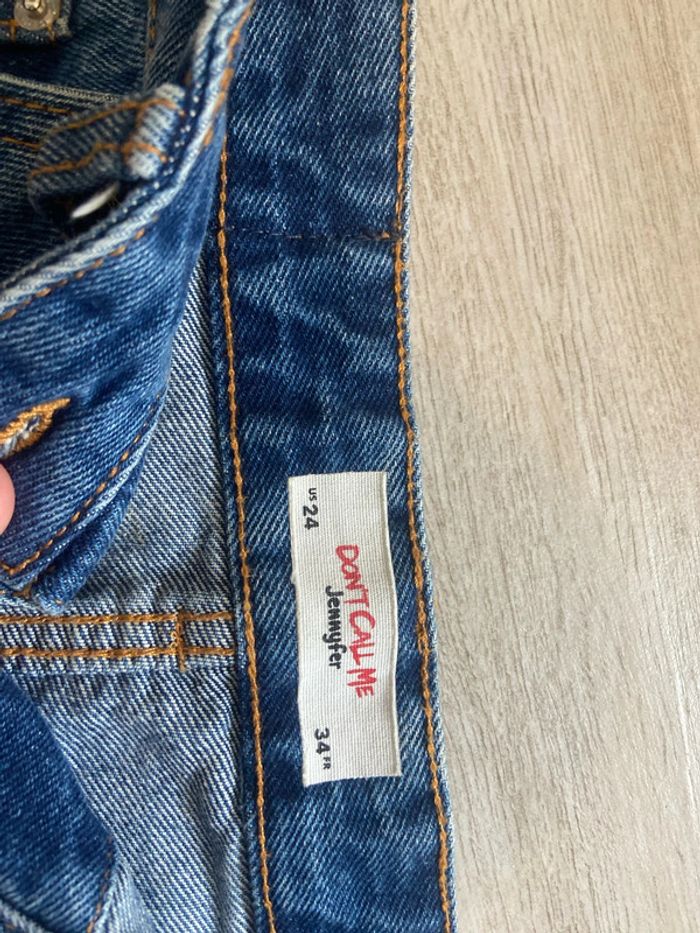 US 24
DON'T CALL ME
Jennyfer
34 FR